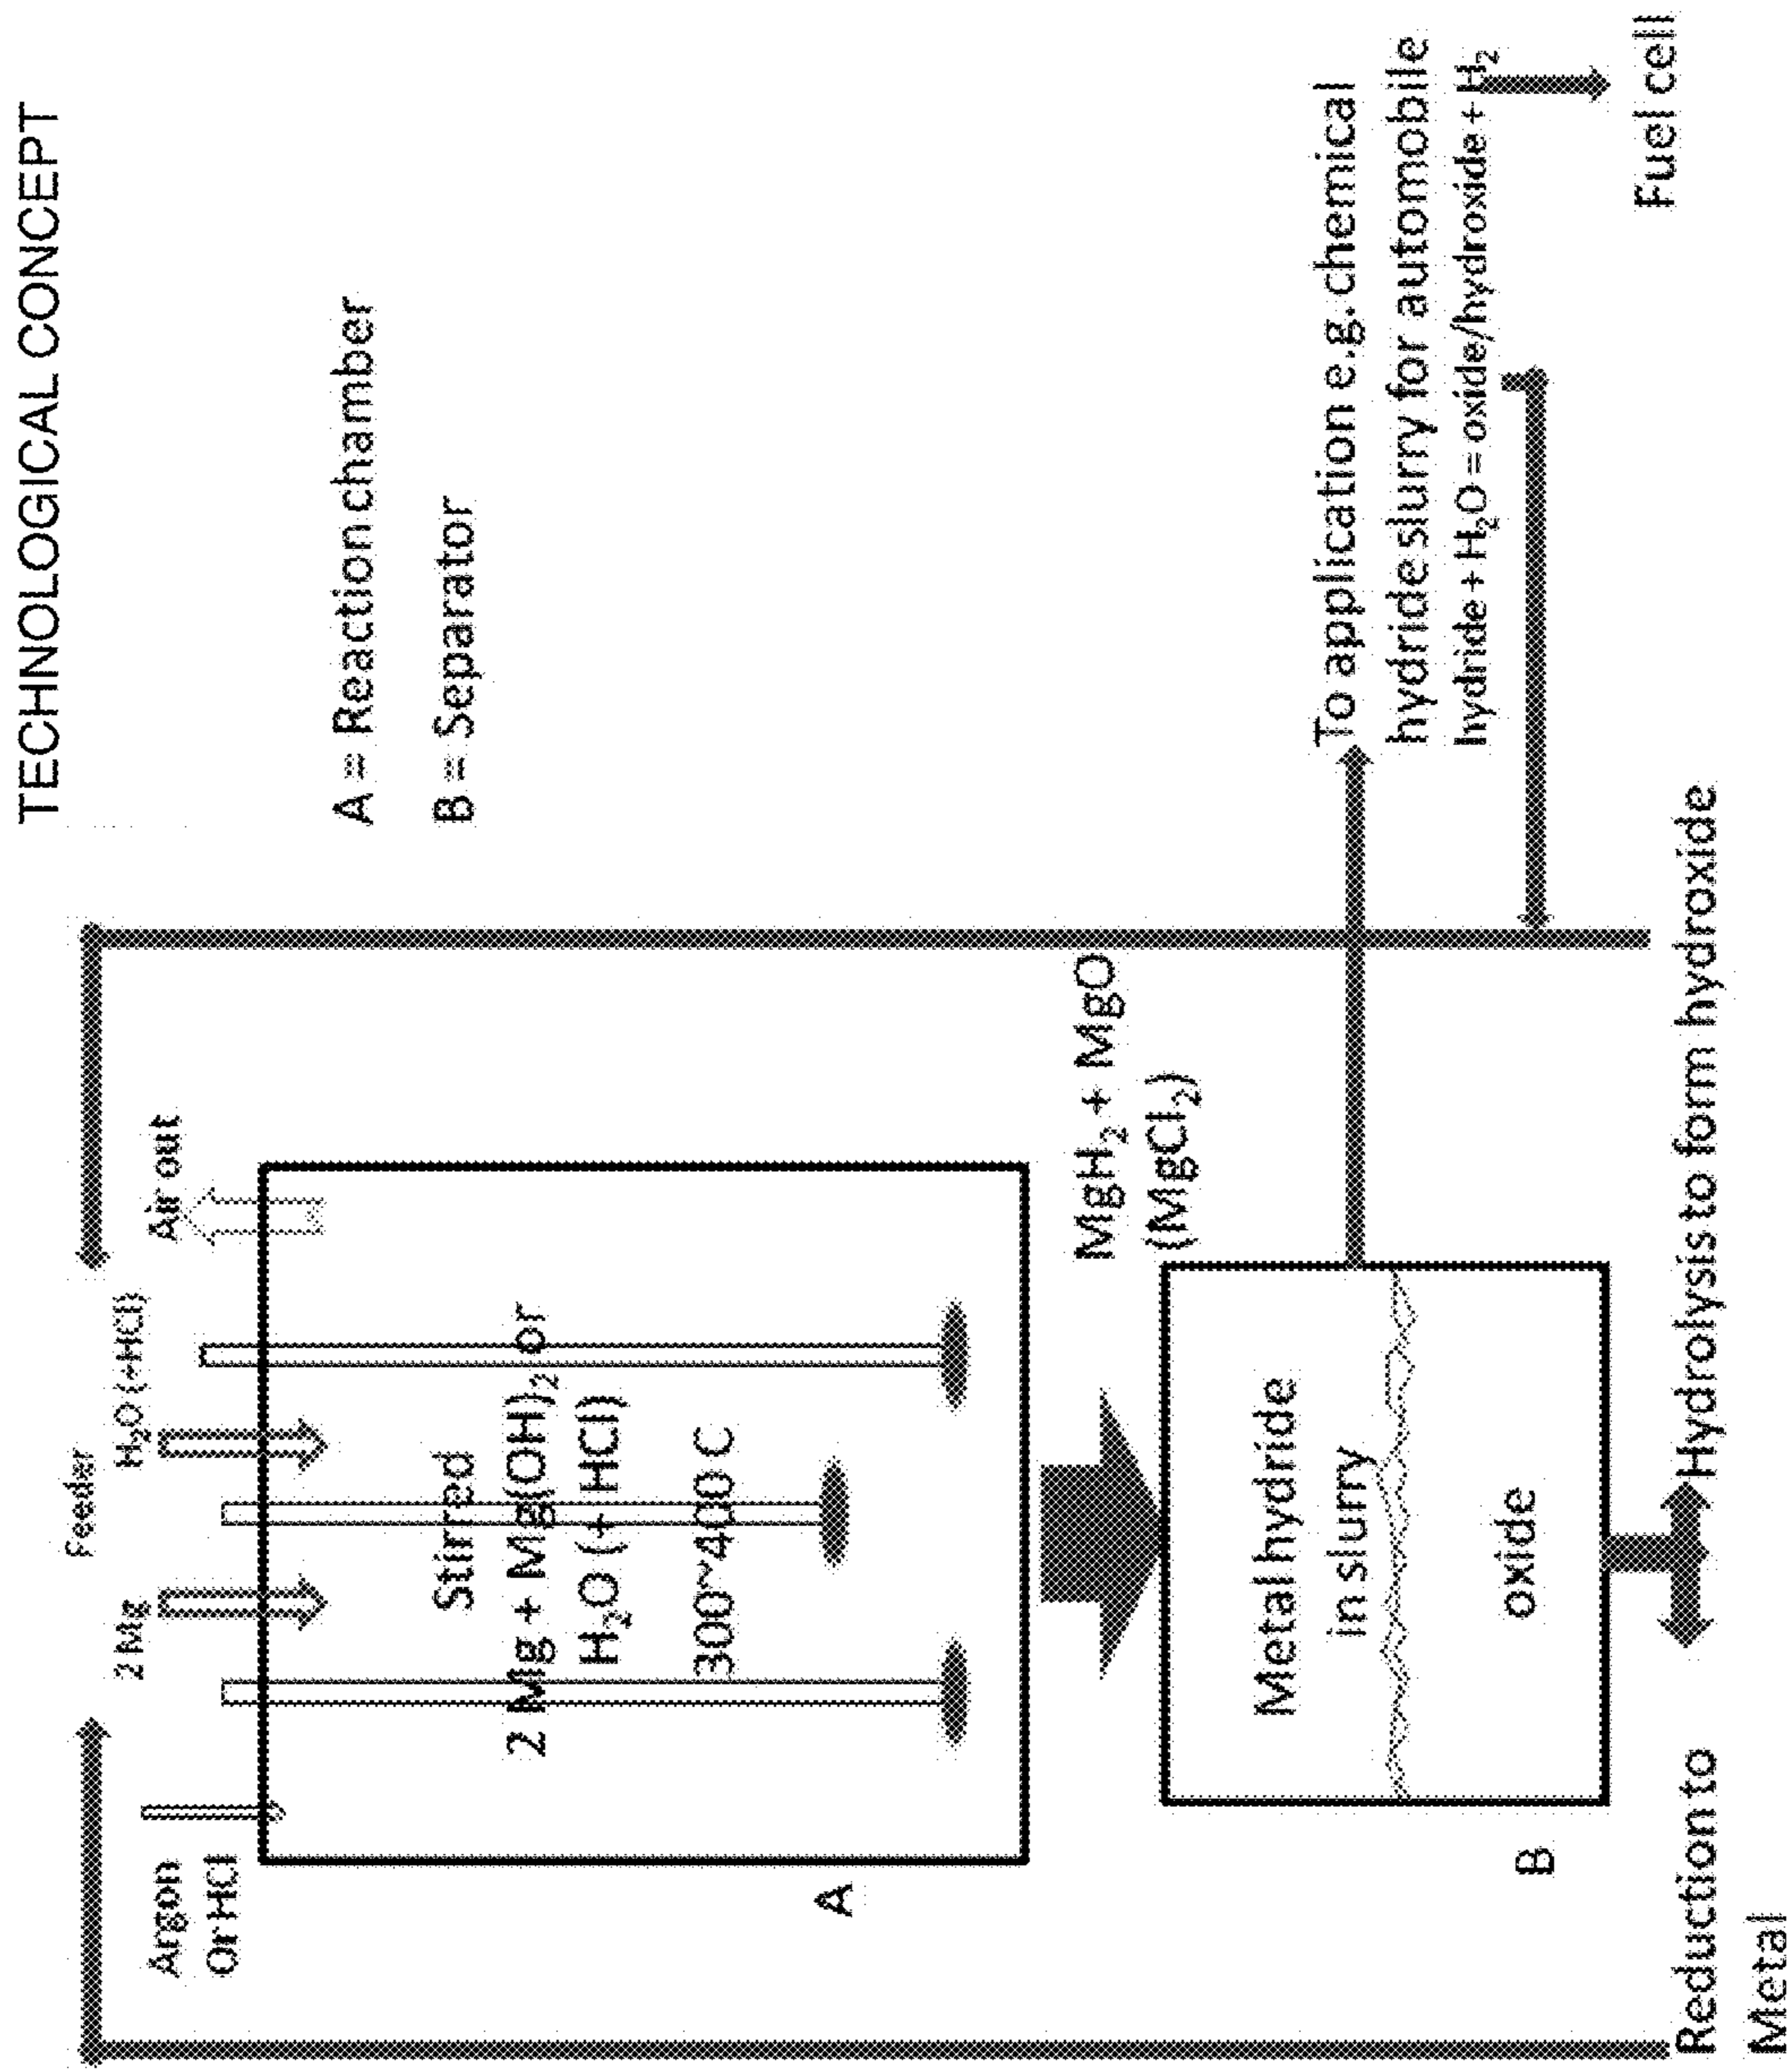 TECHNOLOGICAL CONCEPT
A = Reaction chamber
B = Separator
Feeder
2 Mg
H₂O (+HCl)
Air out
Argon
Or HCl
Stirred
2 Mg + Mg(OH)₂ or
H₂O (+ HCl)
300~400 C
A
MgH₂ + MgO
(MgCl₂)
Metal hydride
in slurry
oxide
B
To application e.g. chemical
hydride slurry for automobile
hydride + H₂O = oxide/hydroxide + H₂
Fuel cell
Reduction to
Metal
Hydrolysis to form hydroxide